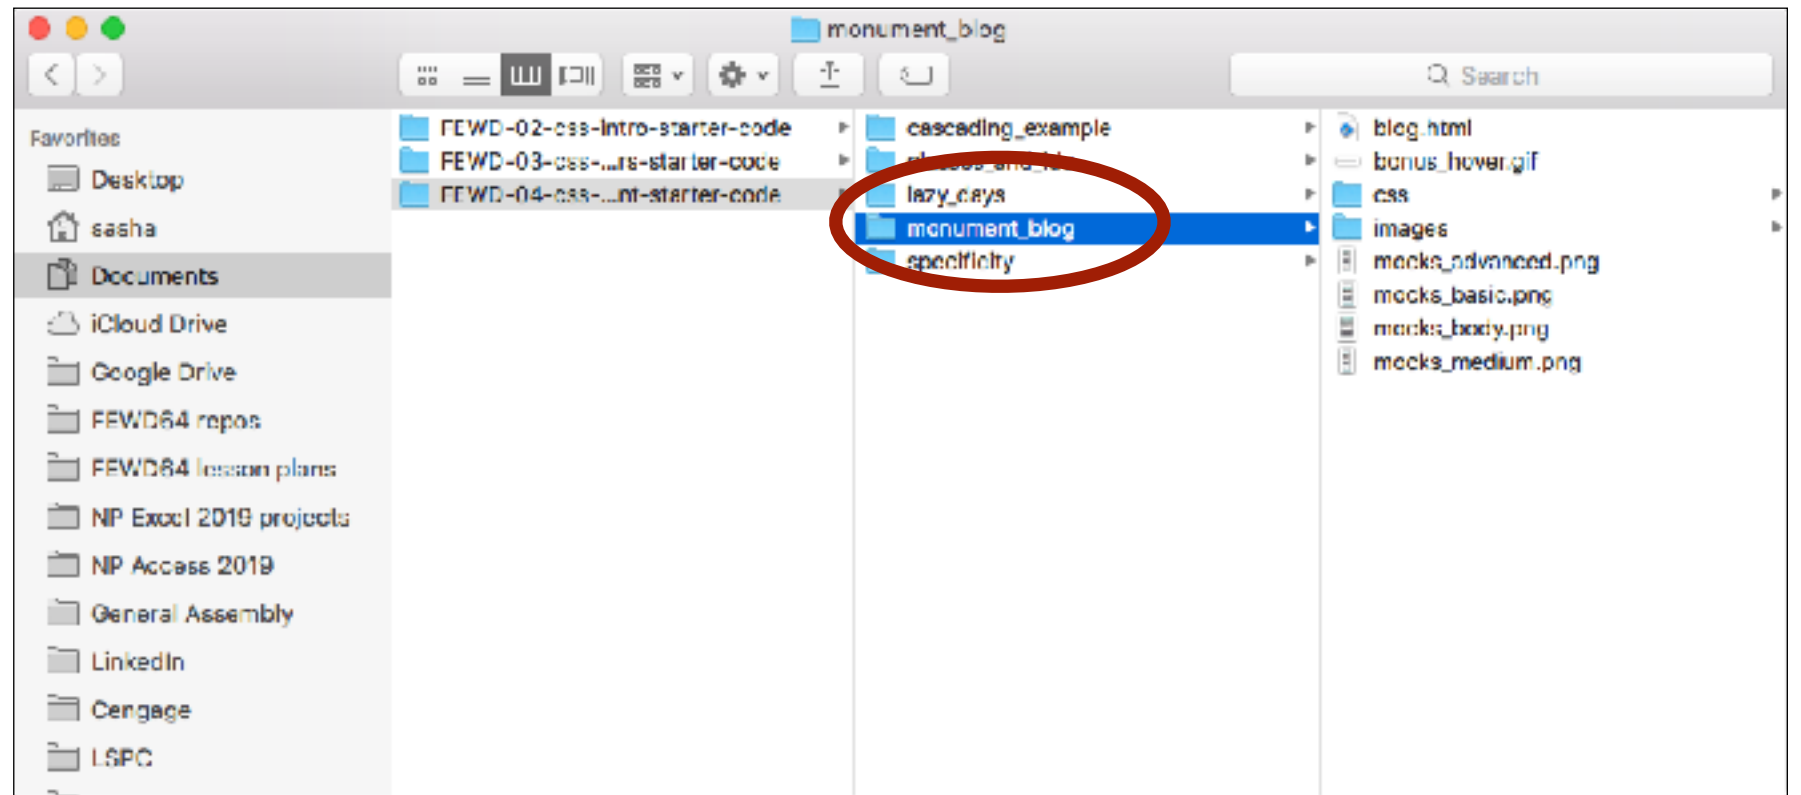 monument_blog
Search
Favorites
Desktop
sasha
Documents
iCloud Drive
Google Drive
FEWD64 repos
FEWD64 lesson plans
NP Excel 2019 projects
NP Access 2019
General Assembly
LinkedIn
Cengage
LSPC
FEWD-02-css-intro-starter-code
FEWD-03-css-...rs-starter-code
FEWD-04-css-...nt-starter-code
cascading_example
lazy_days
monument_blog
specificity
blog.html
bonus_hover.gif
css
images
mocks_advanced.png
mocks_basic.png
mocks_body.png
mocks_medium.png